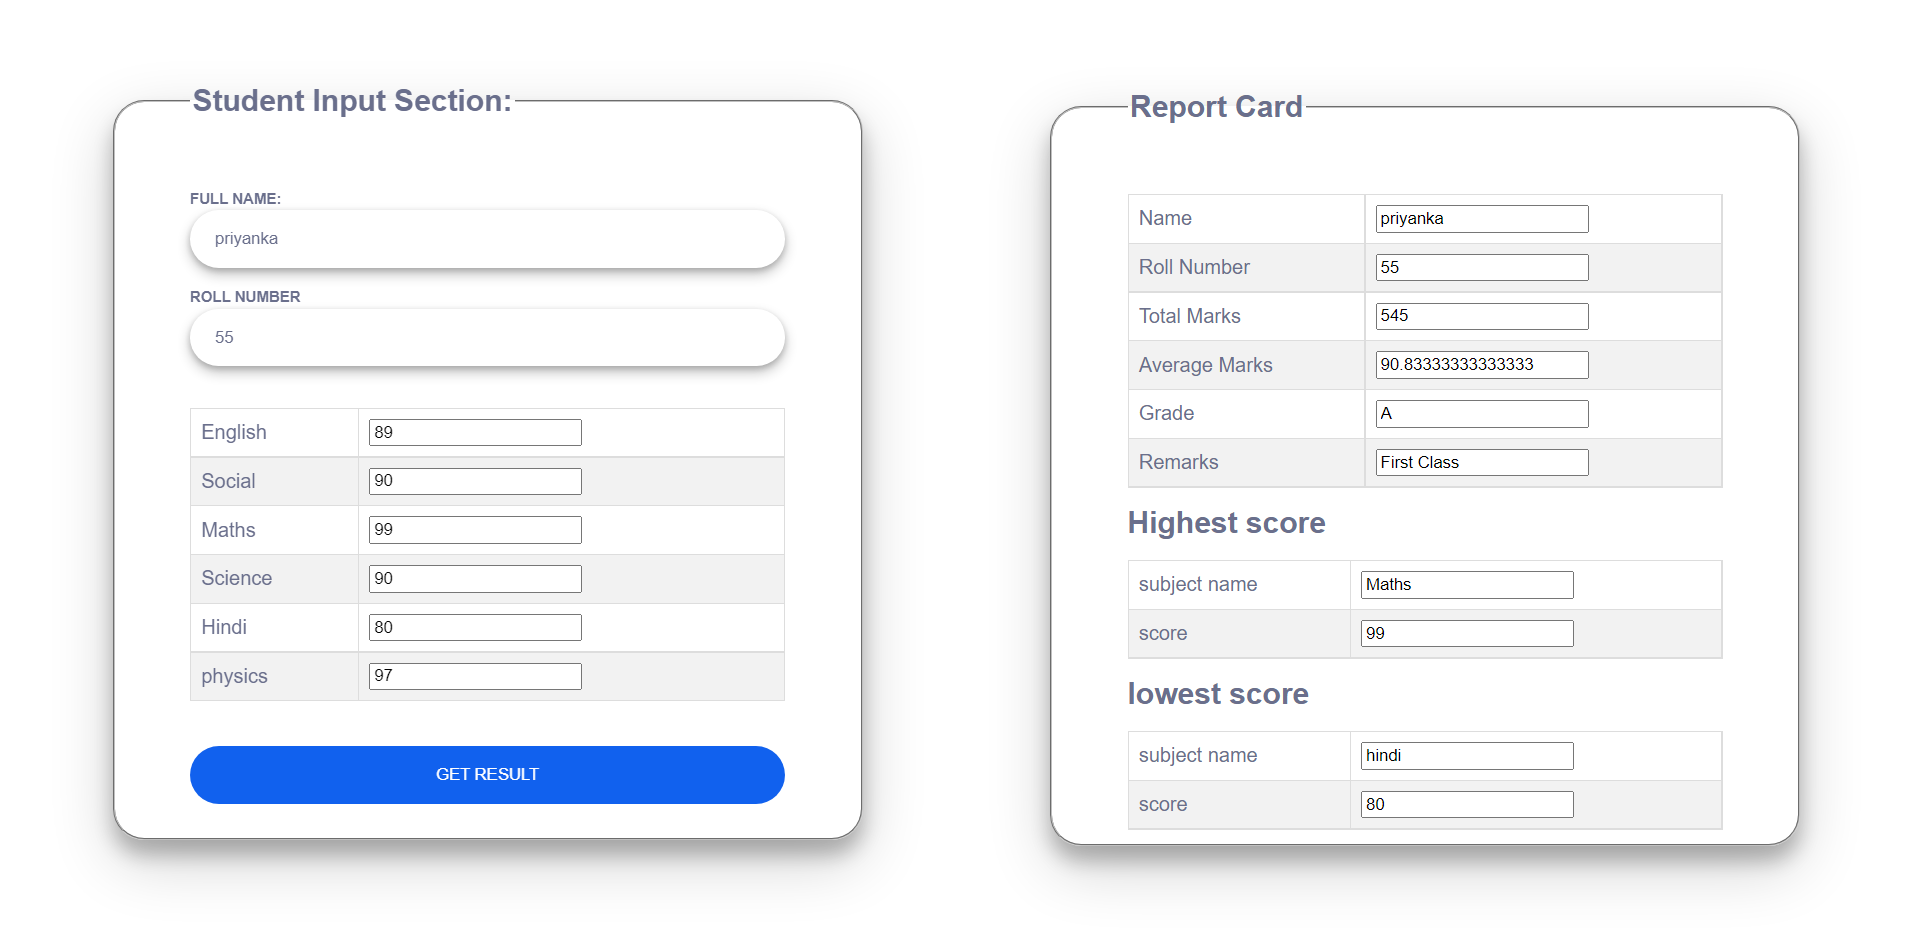 Student Input Section:
FULL NAME:
priyanka
ROLL NUMBER
55
English 89
Social 90
Maths 99
Science 90
Hindi 80
physics 97
GET RESULT
Report Card
Name priyanka
Roll Number 55
Total Marks 545
Average Marks 90.83333333333333
Grade A
Remarks First Class
Highest score
subject name Maths
score 99
lowest score
subject name hindi
score 80